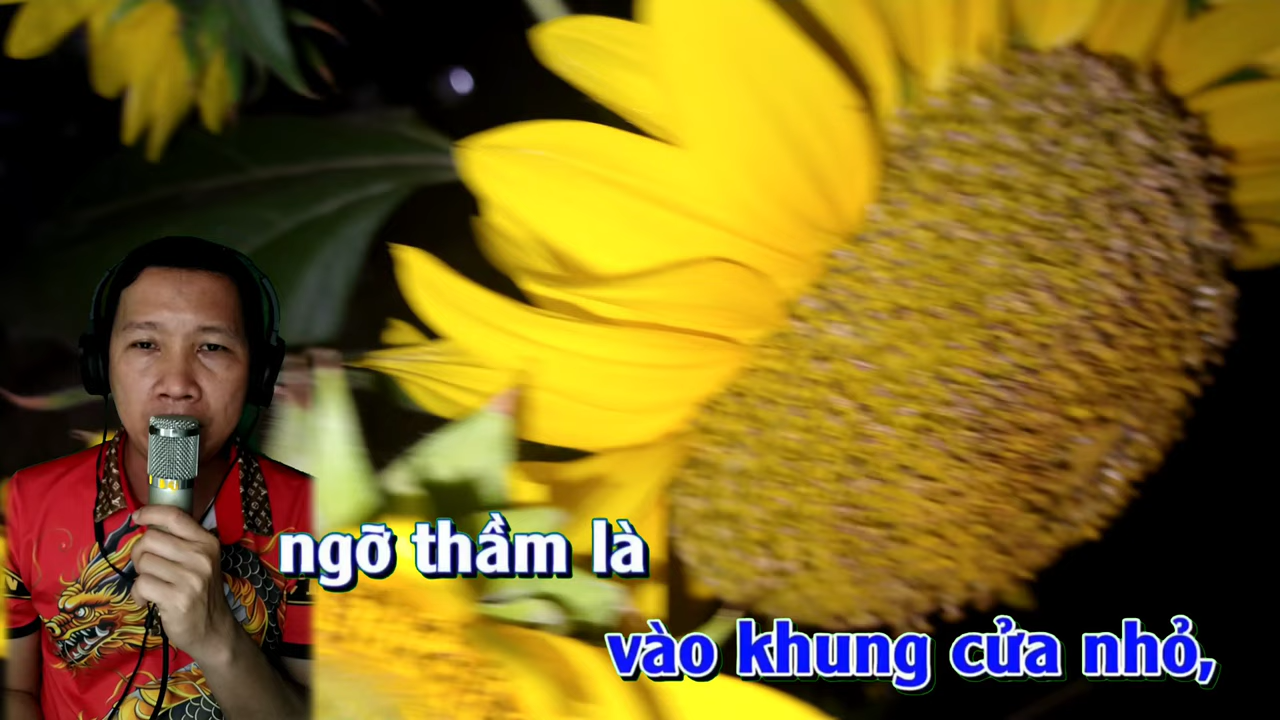 ngỡ thầm là
vào khung cửa nhỏ,